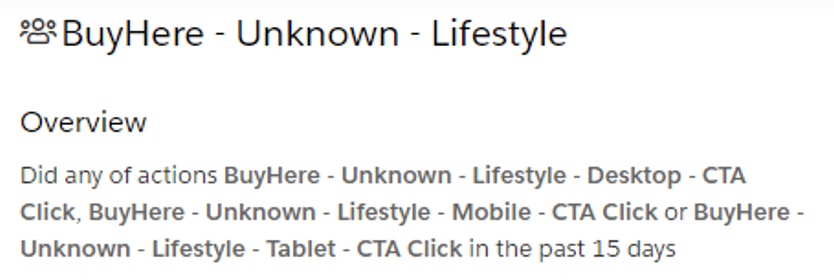 BuyHere - Unknown - Lifestyle
Overview
Did any of actions BuyHere - Unknown - Lifestyle - Desktop - CTA
Click, BuyHere - Unknown - Lifestyle - Mobile - CTA Click or BuyHere -
Unknown - Lifestyle - Tablet - CTA Click in the past 15 days